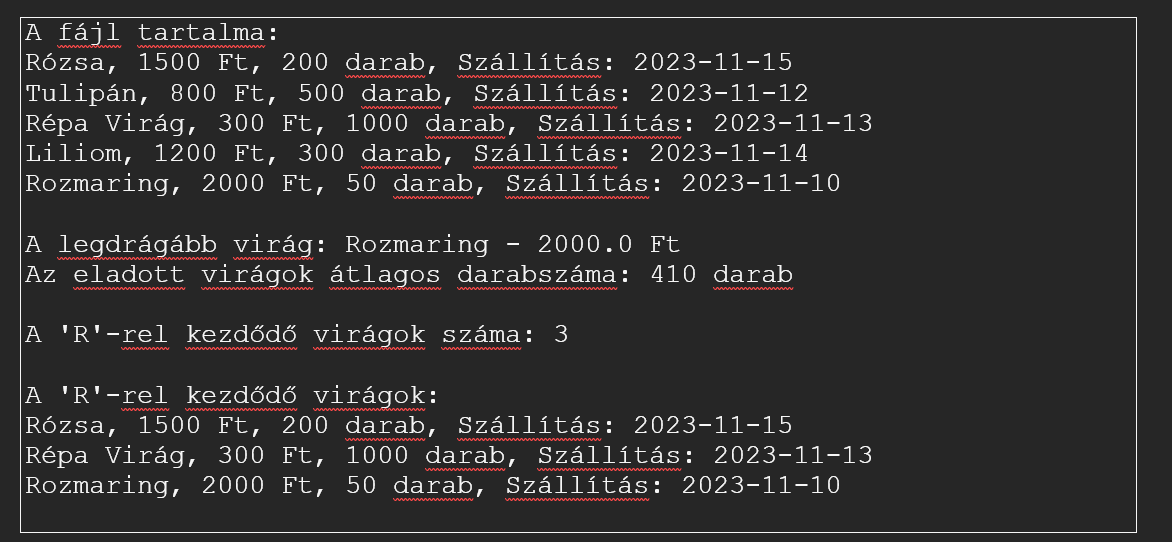 A fájl tartalma:
Rózsa, 1500 Ft, 200 darab, Szállítás: 2023-11-15
Tulipán, 800 Ft, 500 darab, Szállítás: 2023-11-12
Répa Virág, 300 Ft, 1000 darab, Szállítás: 2023-11-13
Liliom, 1200 Ft, 300 darab, Szállítás: 2023-11-14
Rozmaring, 2000 Ft, 50 darab, Szállítás: 2023-11-10
A legdrágább virág: Rozmaring - 2000.0 Ft
Az eladott virágok átlagos darabszáma: 410 darab
A 'R'-rel kezdődő virágok száma: 3
A 'R'-rel kezdődő virágok:
Rózsa, 1500 Ft, 200 darab, Szállítás: 2023-11-15
Répa Virág, 300 Ft, 1000 darab, Szállítás: 2023-11-13
Rozmaring, 2000 Ft, 50 darab, Szállítás: 2023-11-10